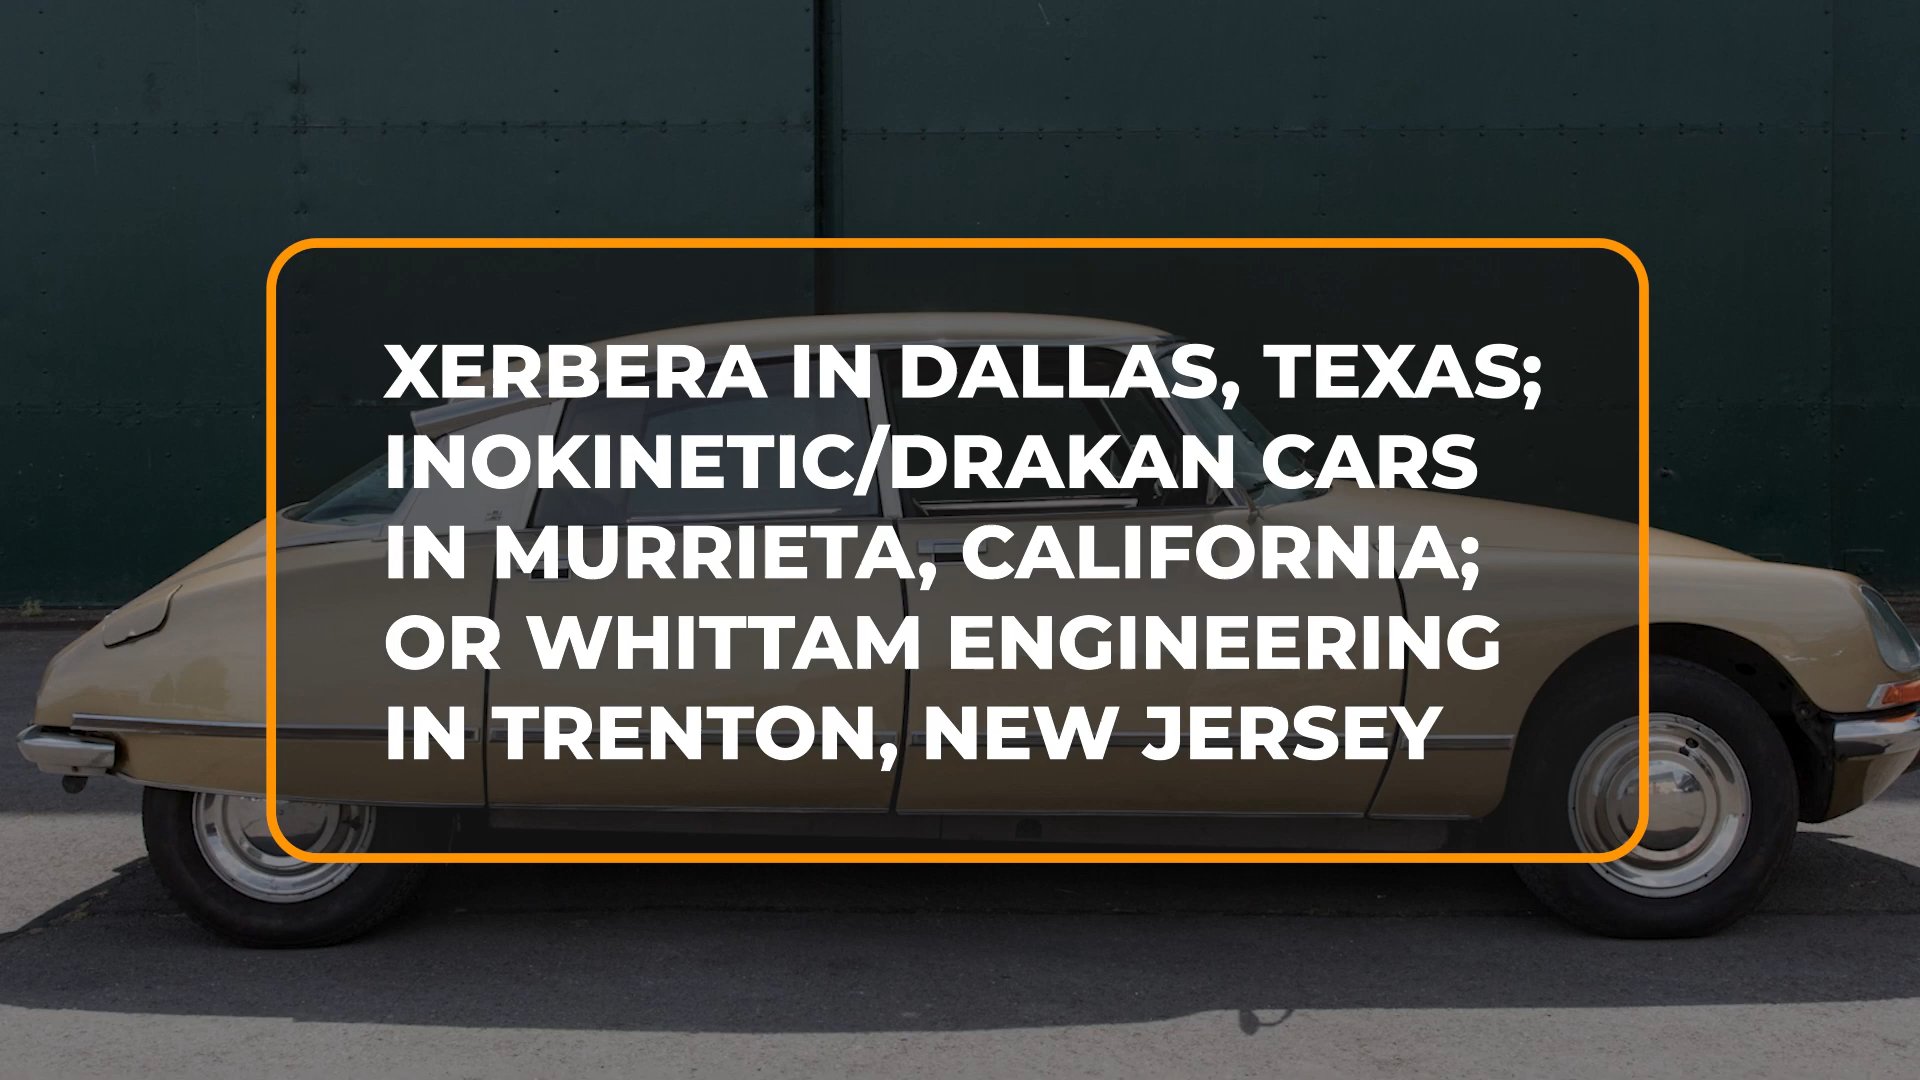 XERBERA IN DALLAS, TEXAS;
INOKINETIC/DRAKAN CARS
IN MURRIETA, CALIFORNIA;
OR WHITTAM ENGINEERING
IN TRENTON, NEW JERSEY